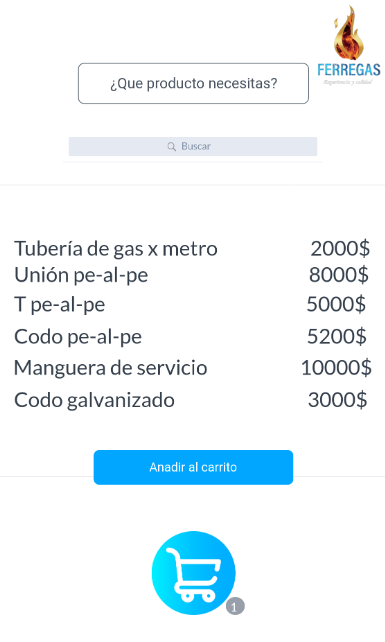 FERREGAS
Experiencia y calidad
¿Que producto necesitas?
Buscar
Tubería de gas x metro 2000$
Unión pe-al-pe 8000$
T pe-al-pe 5000$
Codo pe-al-pe 5200$
Manguera de servicio 10000$
Codo galvanizado 3000$
Anadir al carrito
1